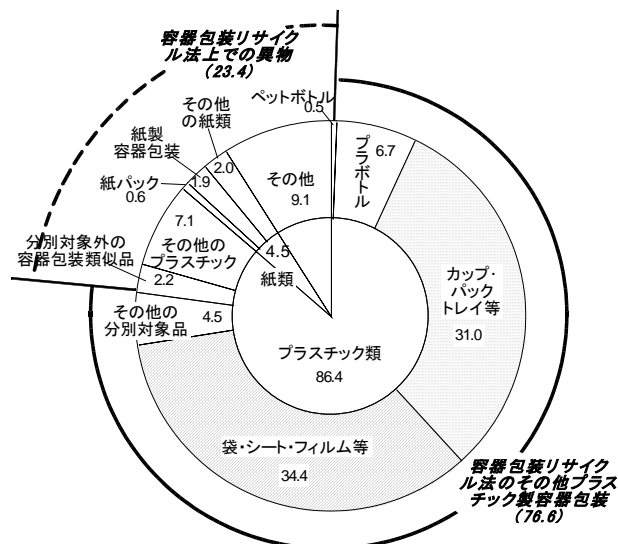 容器包装リサイク
ル法上での異物
(23.4)
ペットボトル
0.5
プラボトル
6.7
カップ・
パック
トレイ等
31.0
容器包装リサイク
ル法のその他プラス
チック製容器包装
(76.6)
袋・シート・フィルム等
34.4
その他の
分別対象品
4.5
分別対象外の
容器包装類似品
2.2
その他の
プラスチック
7.1
紙パック
0.6
紙製
容器包装
1.9
その他
の紙類
2.0
その他
9.1
4.5
紙類
プラスチック類
86.4